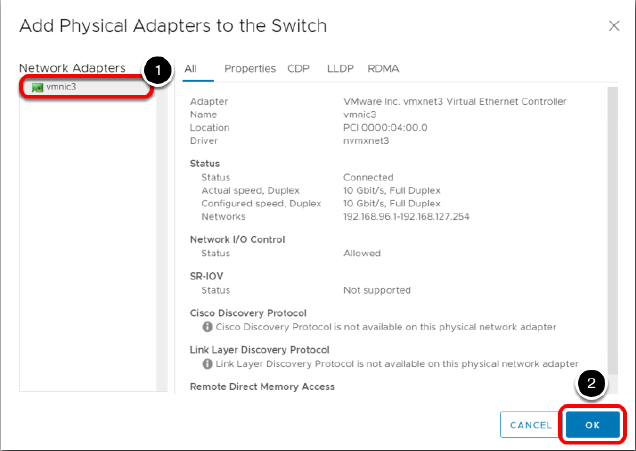 Add Physical Adapters to the Switch
Network Adapters
1
All Properties CDP LLDP RDMA
vmnic3
Adapter VMware Inc. vmxnet3 Virtual Ethernet Controller
Name vmnic3
Location PCI 0000:04:00.0
Driver nvmxnet3
Status
Status Connected
Actual speed, Duplex 10 Gbit/s, Full Duplex
Configured speed, Duplex 10 Gbit/s, Full Duplex
Networks 192.168.96.1-192.168.127.254
Network I/O Control
Status Allowed
SR-IOV
Status Not supported
Cisco Discovery Protocol
Cisco Discovery Protocol is not available on this physical network adapter
Link Layer Discovery Protocol
Link Layer Discovery Protocol is not available on this physical network adapter
Remote Direct Memory Access
2
CANCEL OK